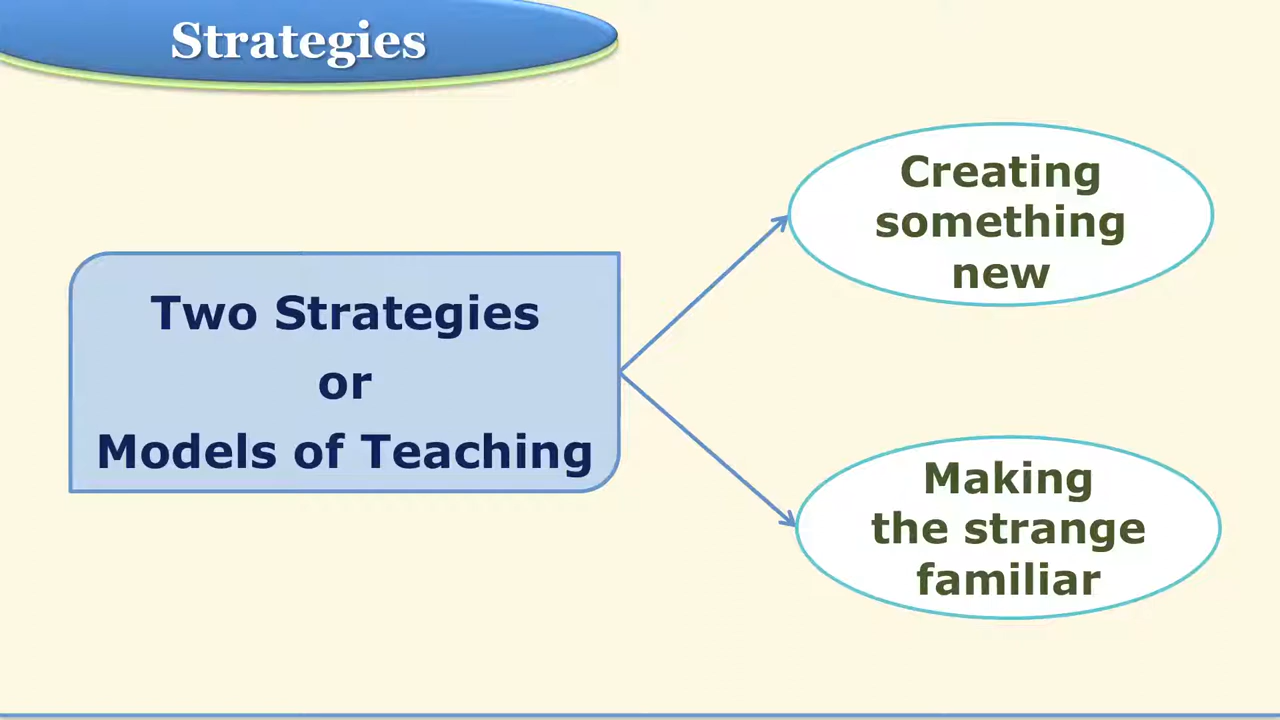 Strategies
Two Strategies
or
Models of Teaching
Creating
something
new
Making
the strange
familiar